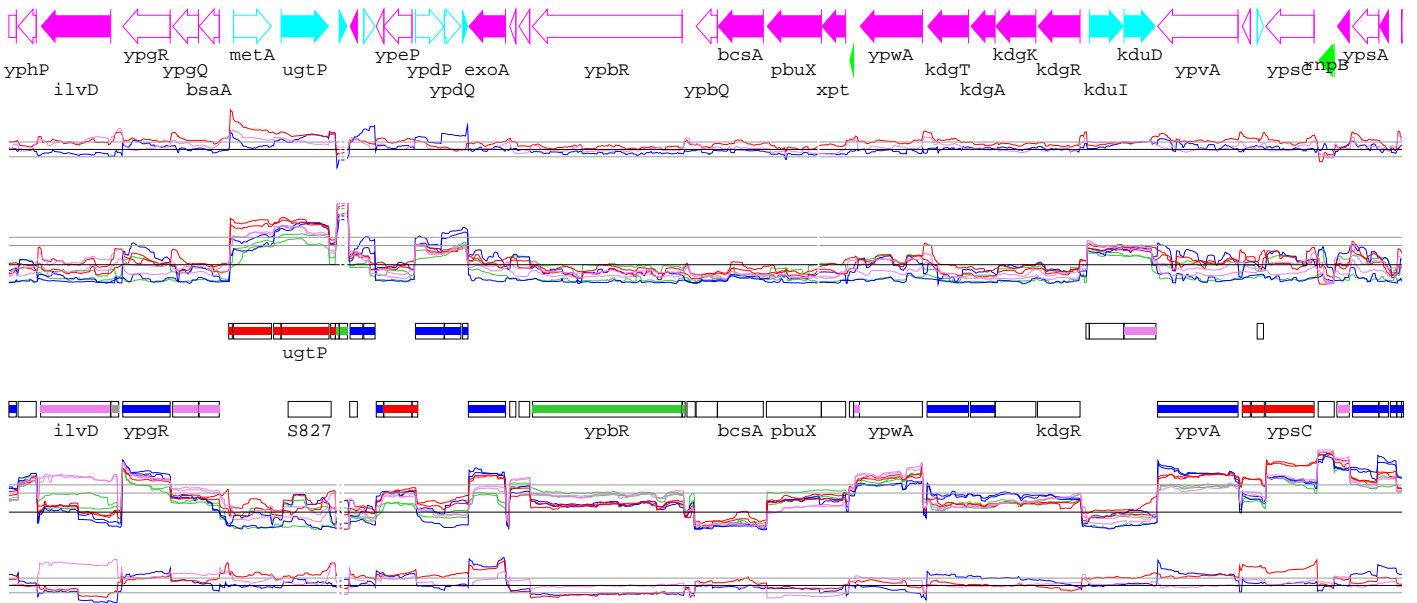 ypgR metA ypeP bcsA ypwA kdgK kduD
yphP ypgQ ugtP ypdP exoA ypbR pbuX kdgT kdgR ypvA ypsC rnpB ypsA
ilvD bsaA ypdQ ypbQ xpt kdgA kduI
ugtP
ilvD ypgR S827 ypbR bcsA pbuX ypwA kdgR ypvA ypsC